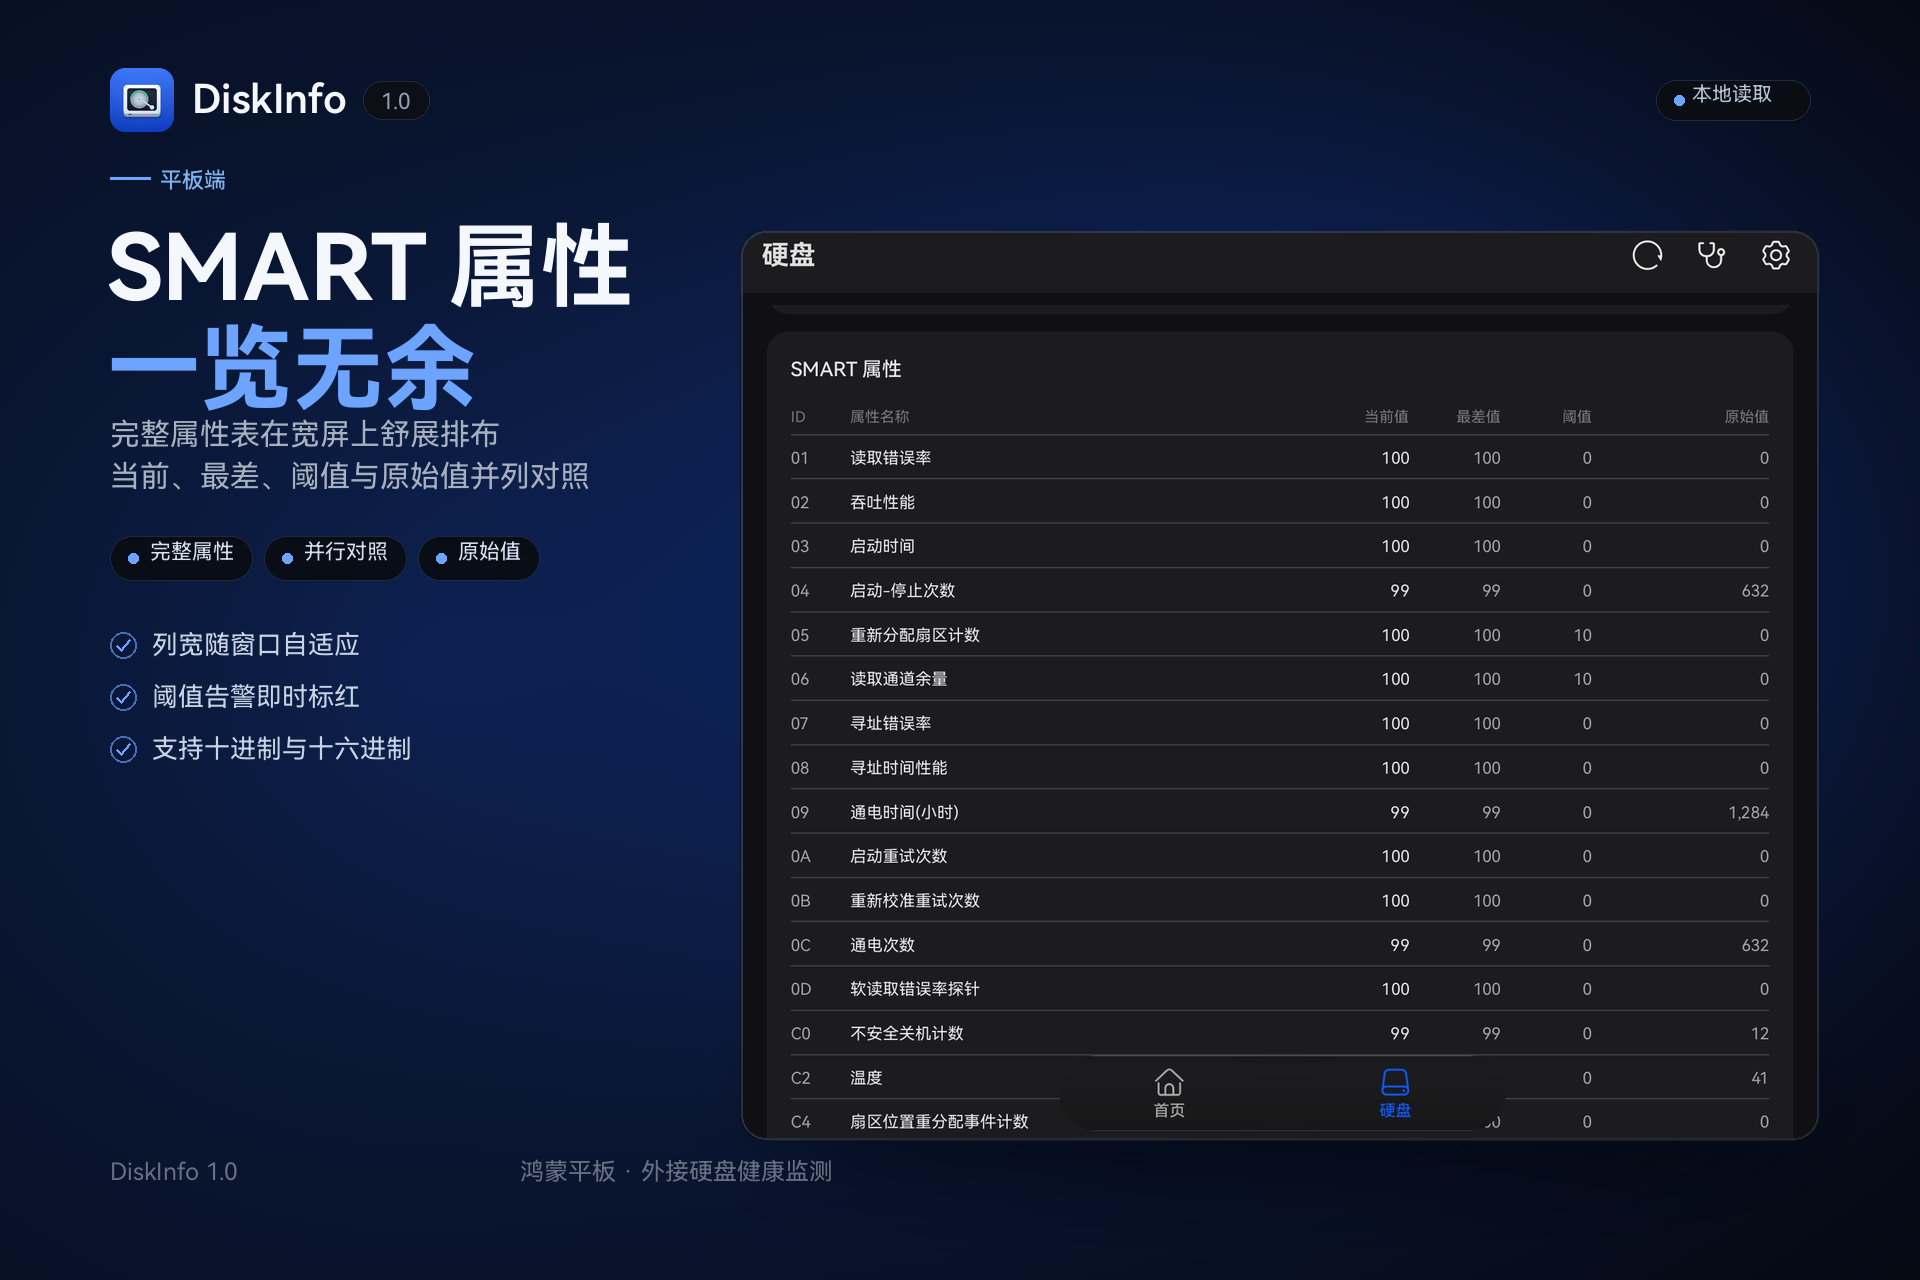 DiskInfo 1.0
本地读取
平板端
SMART 属性
一览无余
完整属性表在宽屏上舒展排布
当前、最差、阈值与原始值并列对照
完整属性 并行对照 原始值
列宽随窗口自适应
阈值告警即时标红
支持十进制与十六进制
硬盘
SMART 属性
ID 属性名称 当前值 最差值 阈值 原始值
01 读取错误率 100 100 0 0
02 吞吐性能 100 100 0 0
03 启动时间 100 100 0 0
04 启动-停止次数 99 99 0 632
05 重新分配扇区计数 100 100 10 0
06 读取通道余量 100 100 10 0
07 寻址错误率 100 100 0 0
08 寻址时间性能 100 100 0 0
09 通电时间(小时) 99 99 0 1,284
0A 启动重试次数 100 100 0 0
0B 重新校准重试次数 100 100 0 0
0C 通电次数 99 99 0 632
0D 软读取错误率探针 100 100 0 0
C0 不安全关机计数 99 99 0 12
C2 温度 0 41
C4 扇区位置重分配事件计数 0 0
首页 硬盘
DiskInfo 1.0
鸿蒙平板 · 外接硬盘健康监测